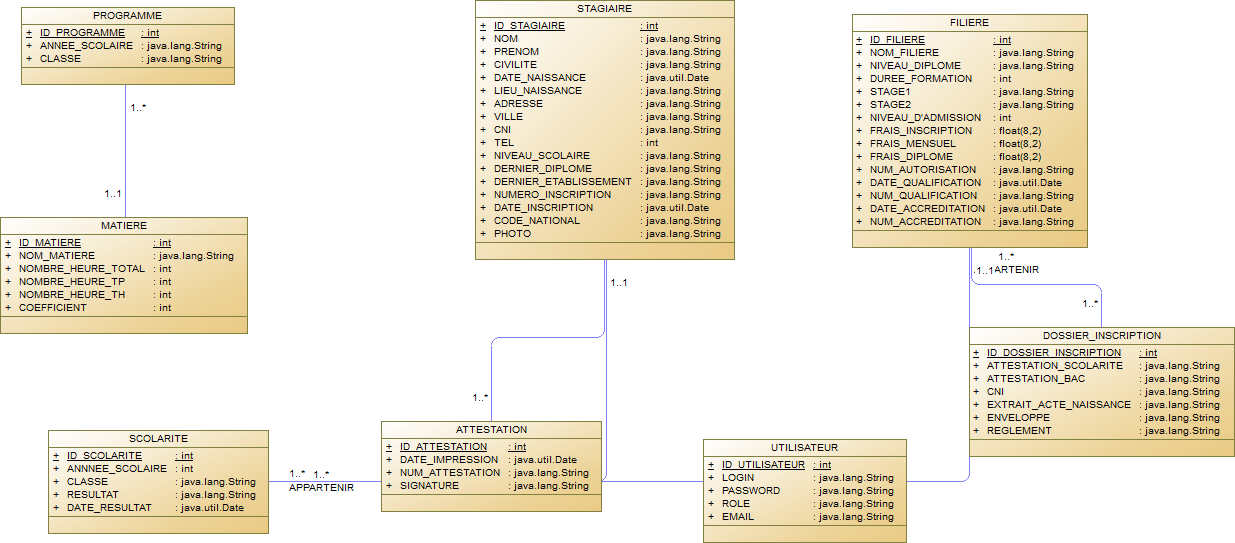 PROGRAMME
+ ID_PROGRAMME : int
+ ANNEE_SCOLAIRE : java.lang.String
+ CLASSE : java.lang.String
1..*
1..1
MATIERE
+ ID_MATIERE : int
+ NOM_MATIERE : java.lang.String
+ NOMBRE_HEURE_TOTAL : int
+ NOMBRE_HEURE_TP : int
+ NOMBRE_HEURE_TH : int
+ COEFFICIENT : int
STAGIAIRE
+ ID_STAGIAIRE : int
+ NOM : java.lang.String
+ PRENOM : java.lang.String
+ CIVILITE : java.lang.String
+ DATE_NAISSANCE : java.util.Date
+ LIEU_NAISSANCE : java.lang.String
+ ADRESSE : java.lang.String
+ VILLE : java.lang.String
+ CNI : java.lang.String
+ TEL : int
+ NIVEAU_SCOLAIRE : java.lang.String
+ DERNIER_DIPLOME : java.lang.String
+ DERNIER_ETABLISSEMENT : java.lang.String
+ NUMERO_INSCRIPTION : java.lang.String
+ DATE_INSCRIPTION : java.util.Date
+ CODE_NATIONAL : java.lang.String
+ PHOTO : java.lang.String
1..1
1..*
FILIERE
+ ID_FILIERE : int
+ NOM_FILIERE : java.lang.String
+ NIVEAU_DIPLOME : java.lang.String
+ DUREE_FORMATION : int
+ STAGE1 : java.lang.String
+ STAGE2 : java.lang.String
+ NIVEAU_D'ADMISSION : int
+ FRAIS_INSCRIPTION : float(8,2)
+ FRAIS_MENSUEL : float(8,2)
+ FRAIS_DIPLOME : float(8,2)
+ NUM_AUTORISATION : java.lang.String
+ DATE_QUALIFICATION : java.util.Date
+ NUM_QUALIFICATION : java.lang.String
+ DATE_ACCREDITATION : java.util.Date
+ NUM_ACCREDITATION : java.lang.String
1..*
1..1 ARTENIR
1..*
DOSSIER_INSCRIPTION
+ ID_DOSSIER_INSCRIPTION : int
+ ATTESTATION_SCOLARITE : java.lang.String
+ ATTESTATION_BAC : java.lang.String
+ CNI : java.lang.String
+ EXTRAIT_ACTE_NAISSANCE : java.lang.String
+ ENVELOPPE : java.lang.String
+ REGLEMENT : java.lang.String
SCOLARITE
+ ID_SCOLARITE : int
+ ANNNEE_SCOLAIRE : int
+ CLASSE : java.lang.String
+ RESULTAT : java.lang.String
+ DATE_RESULTAT : java.util.Date
1..* 1..*
APPARTENIR
ATTESTATION
+ ID_ATTESTATION : int
+ DATE_IMPRESSION : java.util.Date
+ NUM_ATTESTATION : java.lang.String
+ SIGNATURE : java.lang.String
UTILISATEUR
+ ID_UTILISATEUR : int
+ LOGIN : java.lang.String
+ PASSWORD : java.lang.String
+ ROLE : java.lang.String
+ EMAIL : java.lang.String